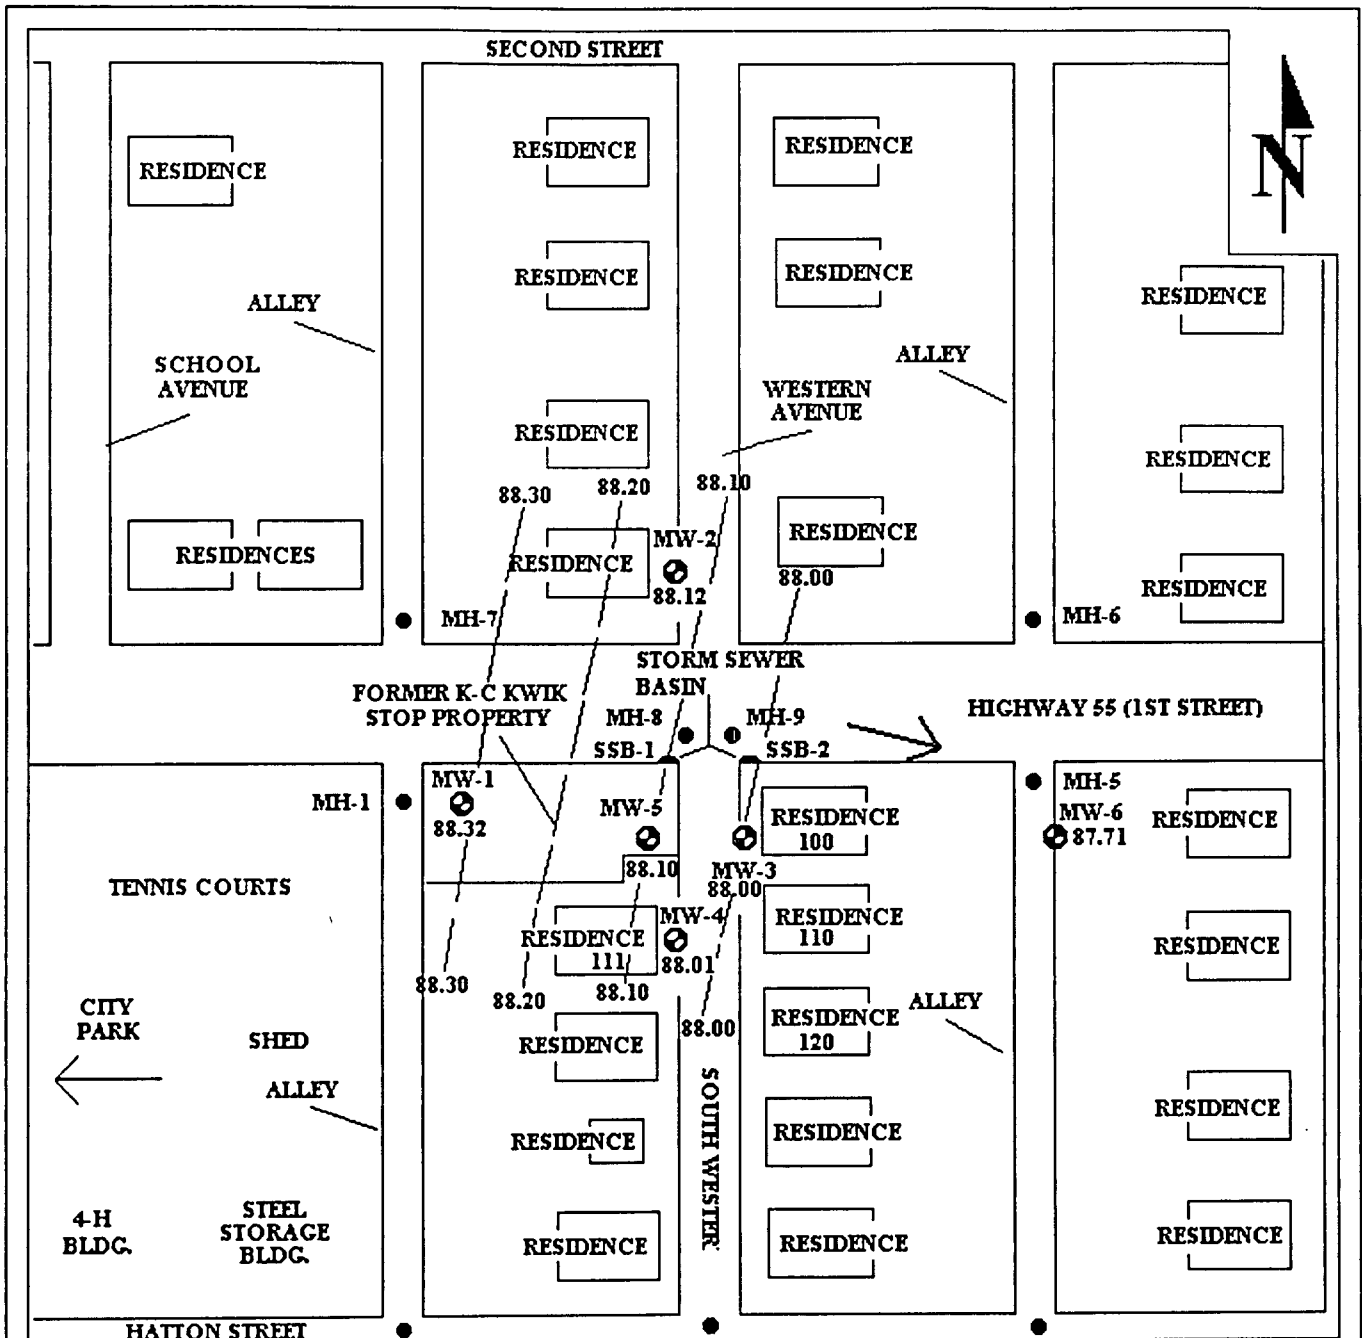 SECOND STREET
N
RESIDENCE
RESIDENCE
RESIDENCE
RESIDENCE
RESIDENCE
RESIDENCE
ALLEY
SCHOOL
AVENUE
ALLEY
WESTERN
AVENUE
RESIDENCE
RESIDENCE
88.30
88.20
88.10
RESIDENCES
RESIDENCE
MW-2
88.12
RESIDENCE
88.00
RESIDENCE
MH-7
MH-6
STORM SEWER
BASIN
FORMER K-C KWIK
STOP PROPERTY
MH-8
MH-9
HIGHWAY 55 (1ST STREET)
SSB-1
SSB-2
MH-1
MW-1
88.32
MW-5
88.10
MW-3
88.00
RESIDENCE
100
MH-5
MW-6
87.71
RESIDENCE
TENNIS COURTS
RESIDENCE
111
MW-4
88.01
RESIDENCE
110
RESIDENCE
88.30
88.20
88.10
88.00
CITY
PARK
SHED
ALLEY
RESIDENCE
RESIDENCE
120
ALLEY
SOUTH WESTER
RESIDENCE
RESIDENCE
RESIDENCE
4-H
BLDG.
STEEL
STORAGE
BLDG.
RESIDENCE
RESIDENCE
RESIDENCE
HATTON STREET